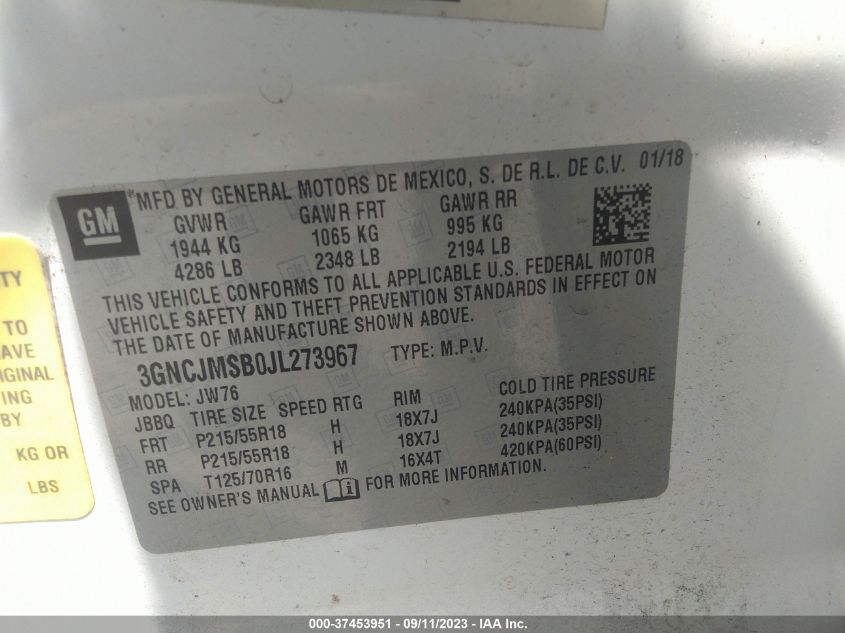 *MFD BY GENERAL MOTORS DE MEXICO, S. DE R.L. DE C.V. 01/18
GM
GVWR GAWR FRT GAWR RR
1944 KG 1065 KG 995 KG
4286 LB 2348 LB 2194 LB
THIS VEHICLE CONFORMS TO ALL APPLICABLE U.S. FEDERAL MOTOR
VEHICLE SAFETY AND THEFT PREVENTION STANDARDS IN EFFECT ON
THE DATE OF MANUFACTURE SHOWN ABOVE.
3GNCJMSB0JL273967 TYPE: M.P.V.
MODEL: JW76
JBBQ TIRE SIZE SPEED RTG RIM COLD TIRE PRESSURE
FRT P215/55R18 H 18X7J 240KPA(35PSI)
RR P215/55R18 H 18X7J 240KPA(35PSI)
SPA T125/70R16 M 16X4T 420KPA(60PSI)
SEE OWNER'S MANUAL FOR MORE INFORMATION.
TY
TO
AVE
IGINAL
ING
BY
KG OR
LBS
000-37453951 - 09/11/2023 - IAA Inc.